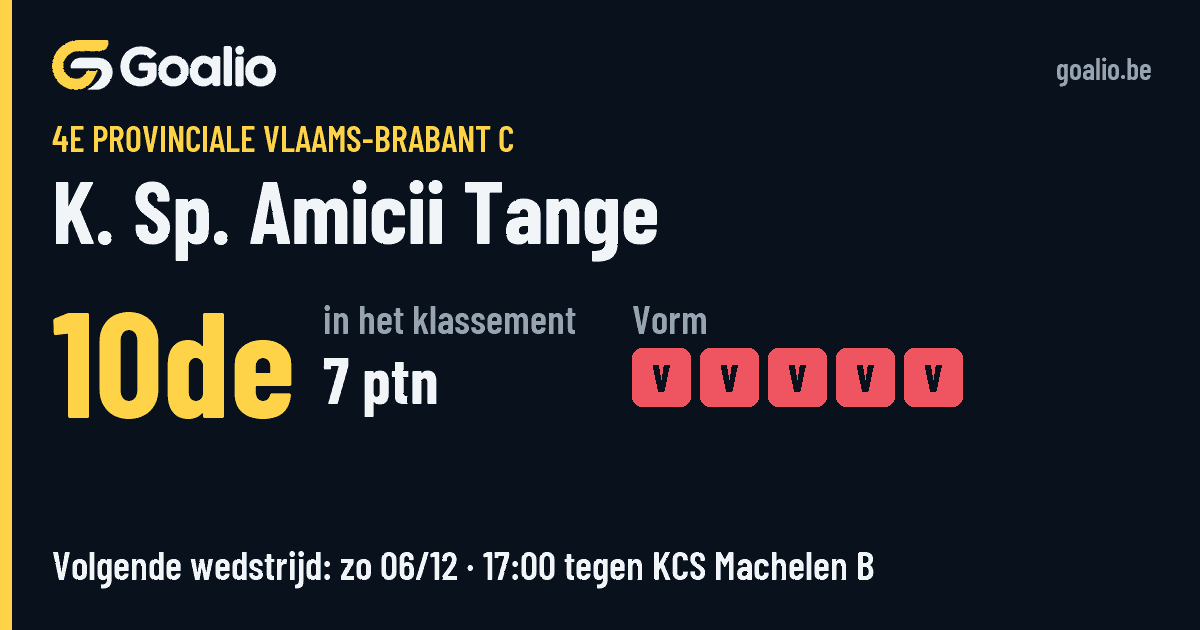 Goalio
goalio.be
4E PROVINCIALE VLAAMS-BRABANT C
K. Sp. Amicii Tange
10de
in het klassement
7 ptn
Vorm
V V V V V
Volgende wedstrijd: zo 06/12 · 17:00 tegen KCS Machelen B